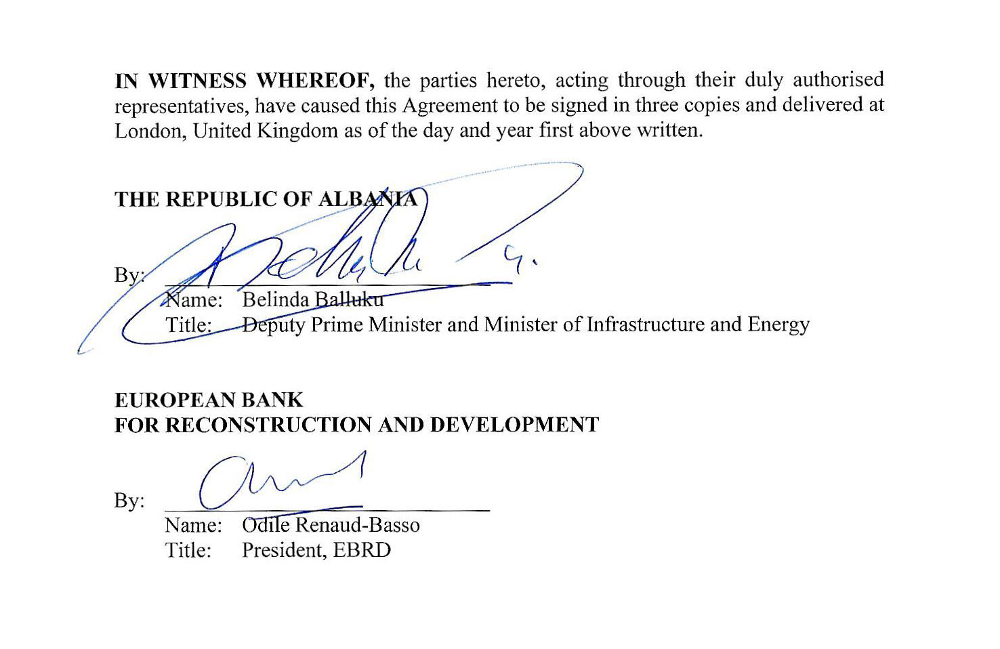 IN WITNESS WHEREOF, the parties hereto, acting through their duly authorised
representatives, have caused this Agreement to be signed in three copies and delivered at
London, United Kingdom as of the day and year first above written.
THE REPUBLIC OF ALBANIA
By:
Name: Belinda Balluku
Title: Deputy Prime Minister and Minister of Infrastructure and Energy
EUROPEAN BANK
FOR RECONSTRUCTION AND DEVELOPMENT
By:
Name: Odile Renaud-Basso
Title: President, EBRD